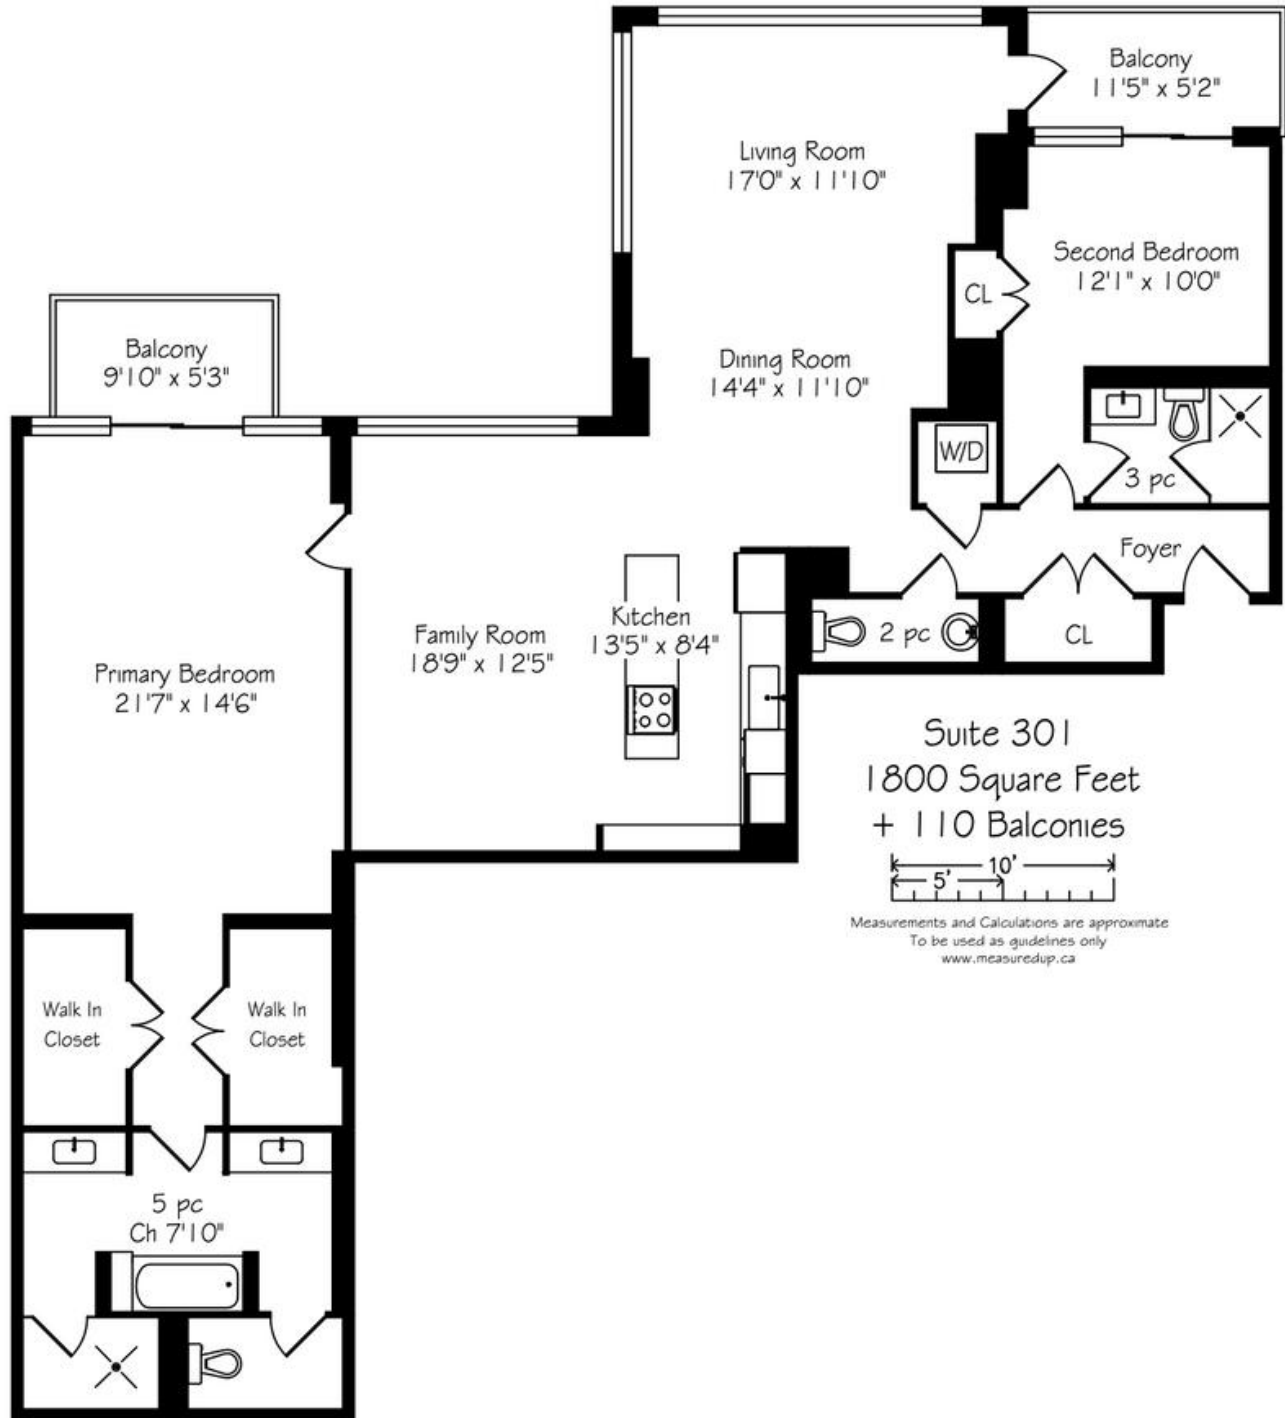 Balcony
11'5" x 5'2"
Living Room
17'0" x 11'10"
Second Bedroom
12'1" x 10'0"
CL
Balcony
9'10" x 5'3"
Dining Room
14'4" x 11'10"
W/D
3 pc
Foyer
Primary Bedroom
21'7" x 14'6"
Family Room
18'9" x 12'5"
Kitchen
13'5" x 8'4"
2 pc
CL
Suite 301
1800 Square Feet
+ 110 Balconies
10'
5'
Measurements and Calculations are approximate
To be used as guidelines only
www.measuredup.ca
Walk In
Closet
Walk In
Closet
5 pc
Ch 7'10"